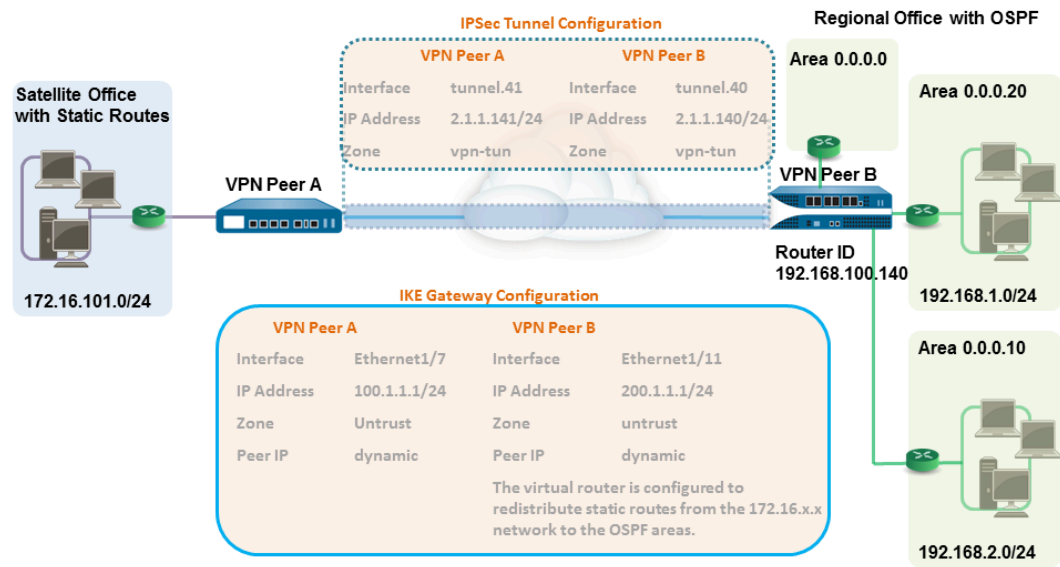 IPSec Tunnel Configuration
Regional Office with OSPF
VPN Peer A VPN Peer B
Interface tunnel.41 Interface tunnel.40
IP Address 2.1.1.141/24 IP Address 2.1.1.140/24
Zone vpn-tun Zone vpn-tun
Area 0.0.0.0
Area 0.0.0.20
Satellite Office
with Static Routes
VPN Peer A
VPN Peer B
Router ID
192.168.100.140
172.16.101.0/24
192.168.1.0/24
IKE Gateway Configuration
VPN Peer A VPN Peer B
Interface Ethernet1/7 Interface Ethernet1/11
IP Address 100.1.1.1/24 IP Address 200.1.1.1/24
Zone Untrust Zone untrust
Peer IP dynamic Peer IP dynamic
The virtual router is configured to
redistribute static routes from the 172.16.x.x
network to the OSPF areas.
Area 0.0.0.10
192.168.2.0/24